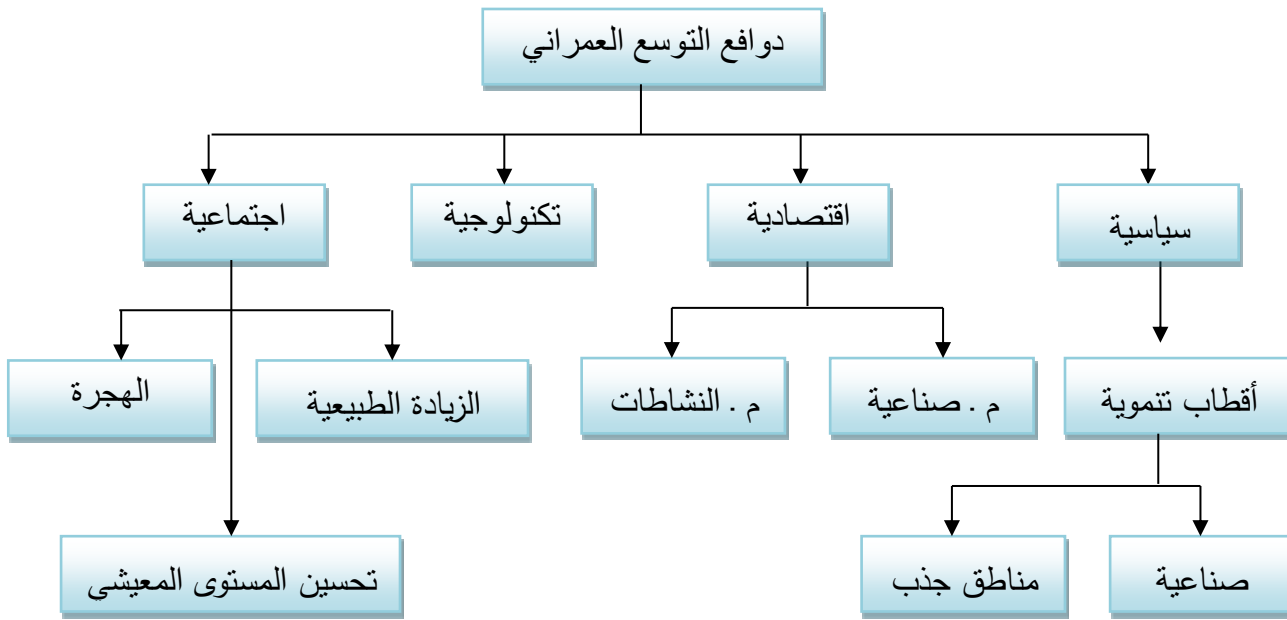 دوافع التوسع العمراني
سياسية
اقتصادية
تكنولوجية
اجتماعية
أقطاب تنموية
م . صناعية
م . النشاطات
الزيادة الطبيعية
الهجرة
صناعية
مناطق جذب
تحسين المستوى المعيشي